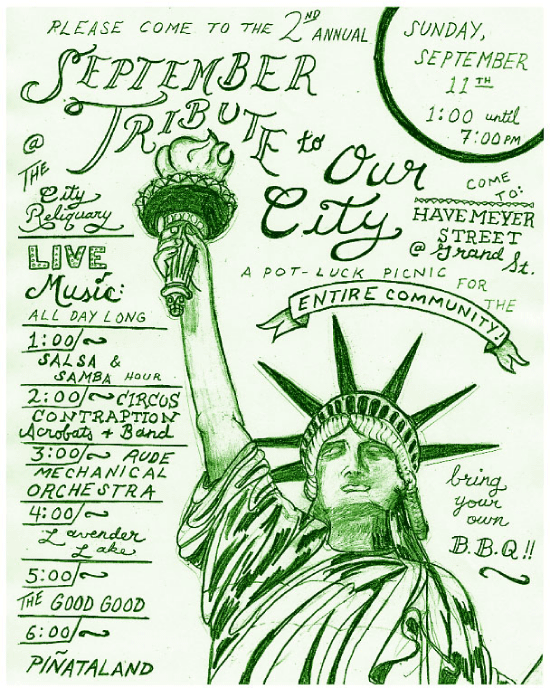 PLEASE COME TO THE 2ND ANNUAL
SEPTEMBER
TRIBUTE to
Our
City
SUNDAY,
SEPTEMBER
11TH
1:00 until
7:00PM
@
THE
City
Reliquary
COME
TO:
HAVEMEYER
STREET
@ Grand St.
A POT-LUCK PICNIC FOR THE
ENTIRE COMMUNITY!
LIVE
Music:
ALL DAY LONG
1:00/~
SALSA &
SAMBA HOUR
2:00/~ CIRCUS
CONTRAPTION
Acrobats + Band
3:00/~ AUDE
MECHANICAL
ORCHESTRA
4:00/~
Lavender
Lake
5:00/~
THE GOOD GOOD
6:00/~
PIÑATALAND
bring
your
own
B.B.Q!!